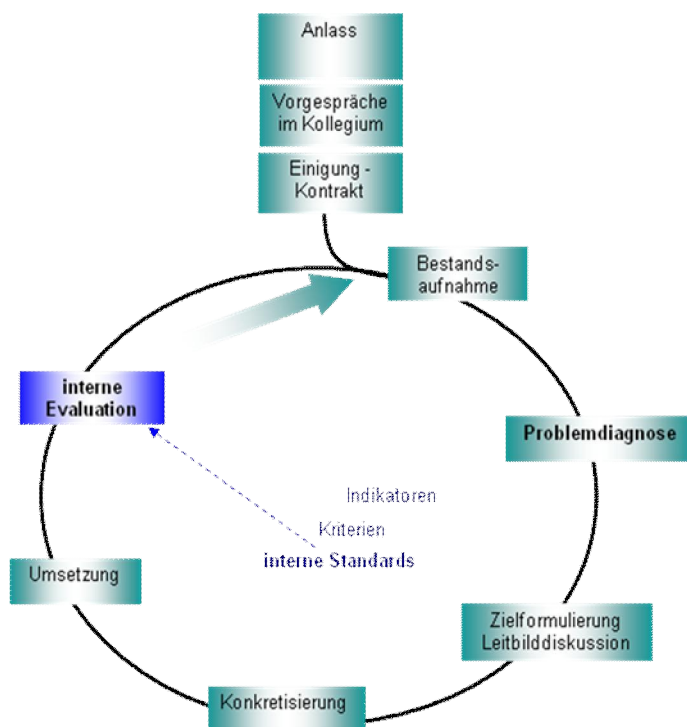 Anlass
Vorgespräche
im Kollegium
Einigung -
Kontrakt
Bestands-
aufnahme
interne
Evaluation
Problemdiagnose
Indikatoren
Kriterien
interne Standards
Umsetzung
Zielformulierung
Leitbilddiskussion
Konkretisierung